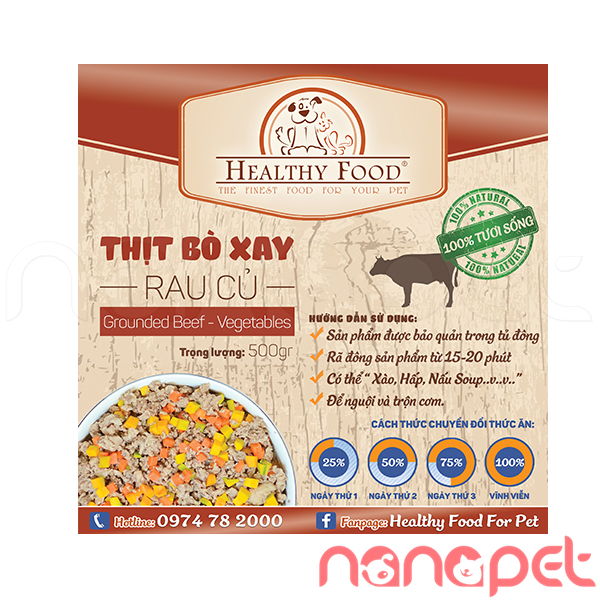 nanapet
HEALTHY FOOD®
THE FINEST FOOD FOR YOUR PET
100% NATURAL
100% TƯƠI SỐNG
100% NATURAL
THỊT BÒ XAY
RAU CỦ
Grounded Beef - Vegetables
Trọng lượng: 500gr
HƯỚNG DẪN SỬ DỤNG:
Sản phẩm được bảo quản trong tủ đông
Rã đông sản phẩm từ 15-20 phút
Có thể “ Xào, Hấp, Nấu Soup..v..v..”
Để nguội và trộn cơm.
CÁCH THỨC CHUYỂN ĐỔI THỨC ĂN:
25% 50% 75% 100%
NGÀY THỨ 1 NGÀY THỨ 2 NGÀY THỨ 3 VĨNH VIỄN
Hotline: 0974 78 2000 Fanpage: Healthy Food For Pet
nanapet